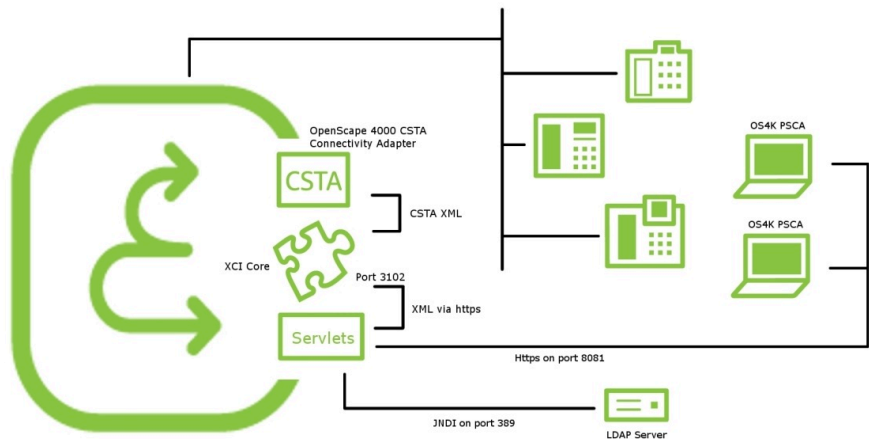 OpenScape 4000 CSTA
Connectivity Adapter
CSTA
CSTA XML
XCI Core
Port 3102
XML via https
Servlets
OS4K PSCA
OS4K PSCA
Https on port 8081
JNDI on port 389
LDAP Server